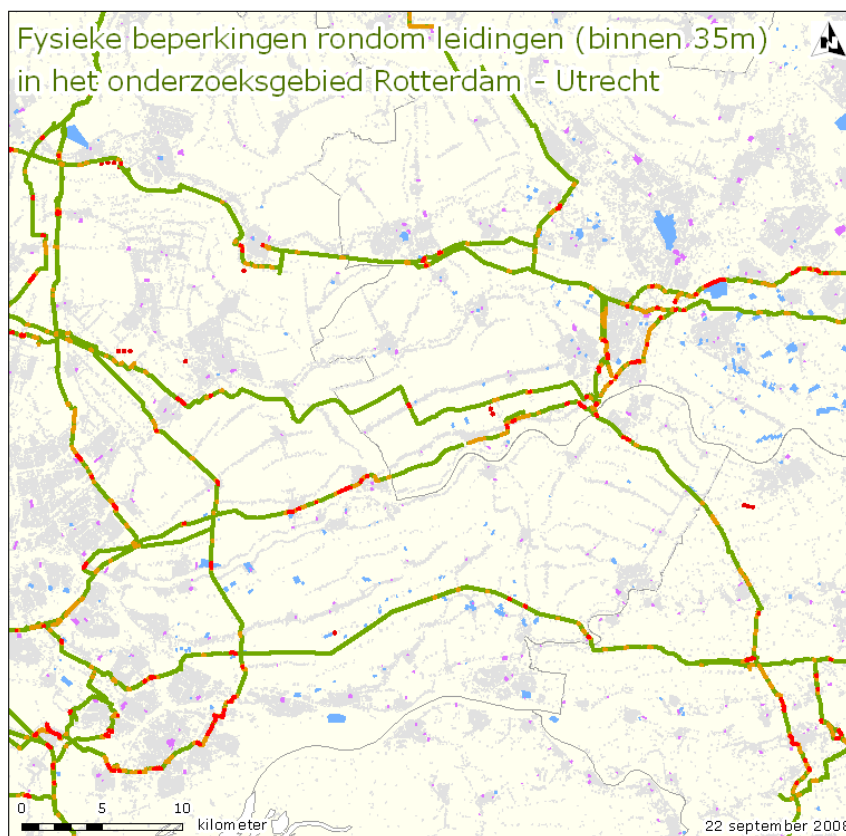 Fysieke beperkingen rondom leidingen (binnen 35m)
in het onderzoeksgebied Rotterdam - Utrecht
N
0 5 10
kilometer
22 september 2008